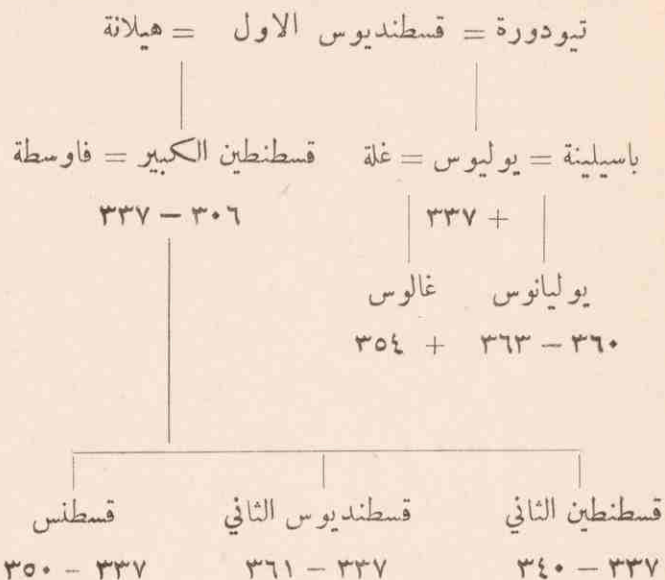 تيودورة = قسطنديوس الاول = هيلانة
باسيلينة = يوليوس = غلة قسطنطين الكبير = فاوسطة
+ ٣٣٧ ٣٠٦ – ٣٣٧
يوليانوس غالوس
٣٦٠ – ٣٦٣ + ٣٥٤
قسطنطين الثاني قسطنديوس الثاني قسطنس
٣٣٧ – ٣٤٠ ٣٣٧ – ٣٦١ ٣٣٧ – ٣٥٠